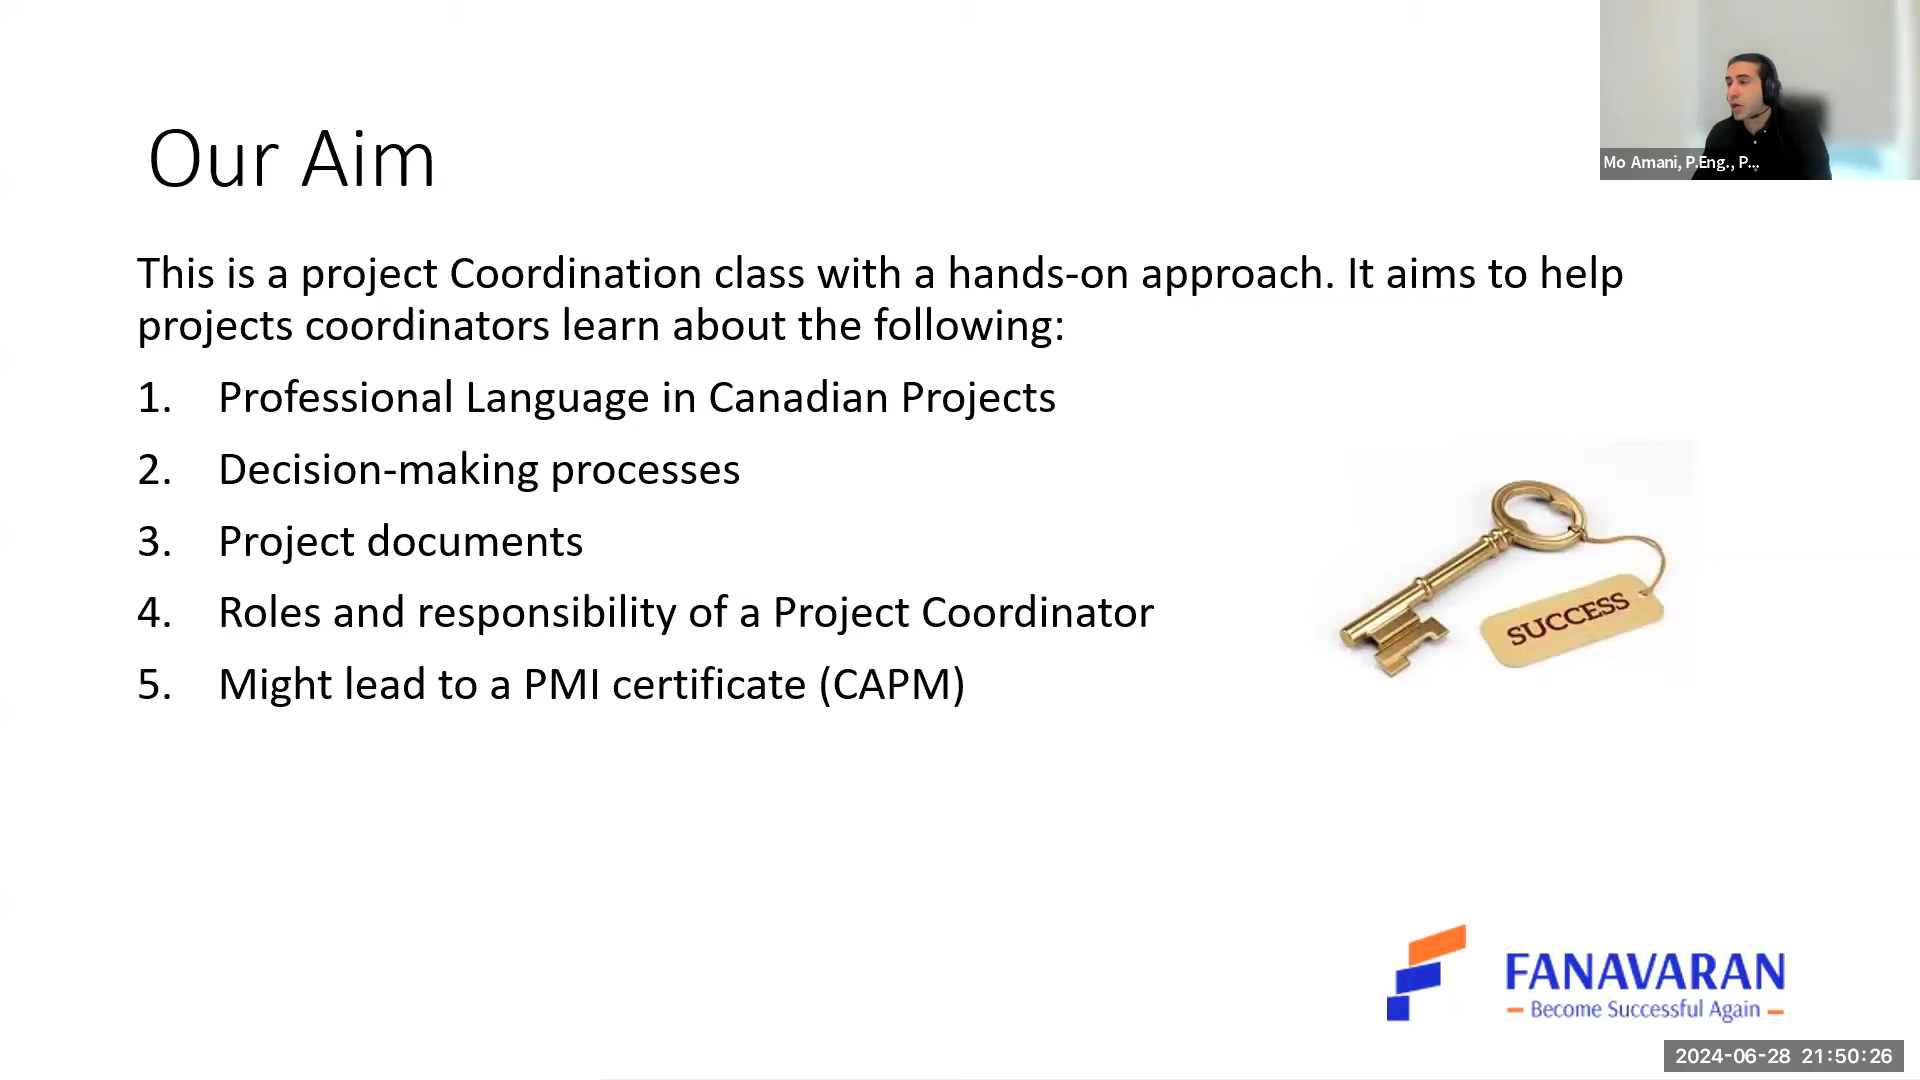 Mo Amani, P.Eng., P...
Our Aim
This is a project Coordination class with a hands-on approach. It aims to help
projects coordinators learn about the following:
1. Professional Language in Canadian Projects
2. Decision-making processes
3. Project documents
4. Roles and responsibility of a Project Coordinator
5. Might lead to a PMI certificate (CAPM)
SUCCESS
FANAVARAN
Become Successful Again
2024-06-28 21:50:26